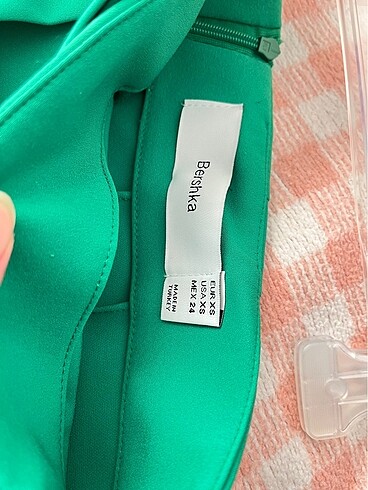 Bershka
EUR XS
USA XS
MEX 24
MADE IN
TURKEY